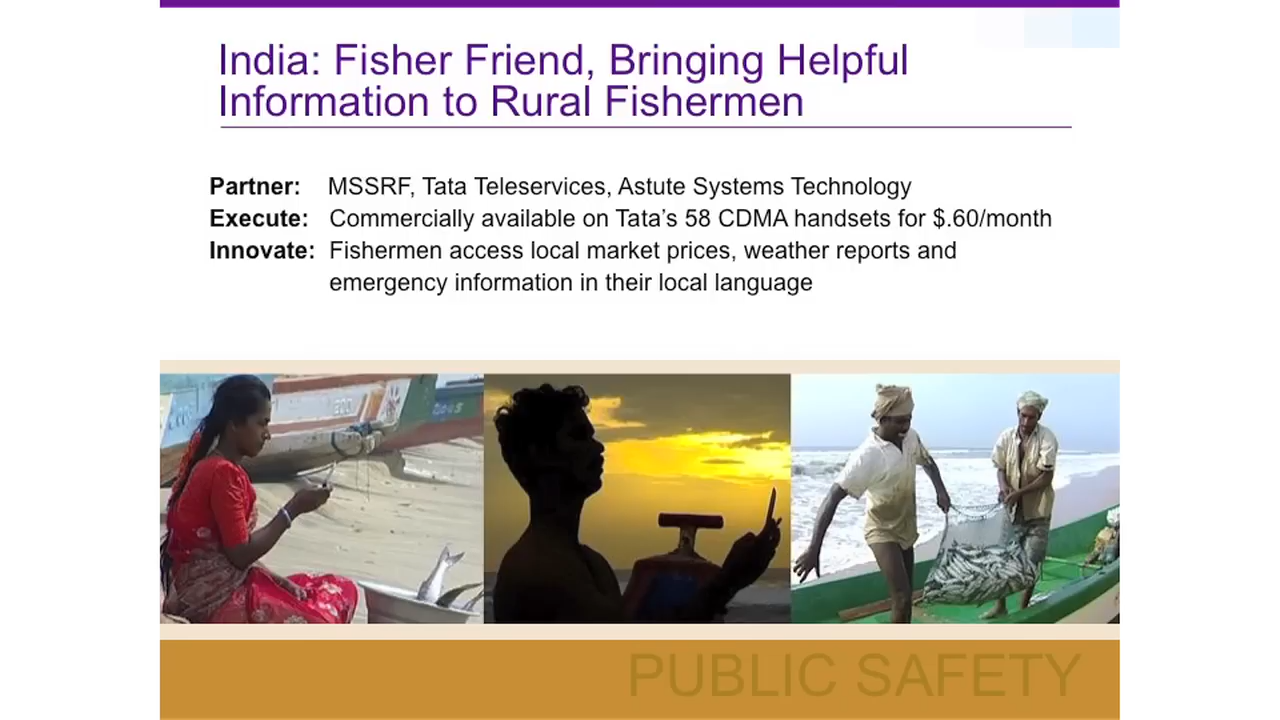 India: Fisher Friend, Bringing Helpful
Information to Rural Fishermen
Partner: MSSRF, Tata Teleservices, Astute Systems Technology
Execute: Commercially available on Tata’s 58 CDMA handsets for $.60/month
Innovate: Fishermen access local market prices, weather reports and
emergency information in their local language
PUBLIC SAFETY